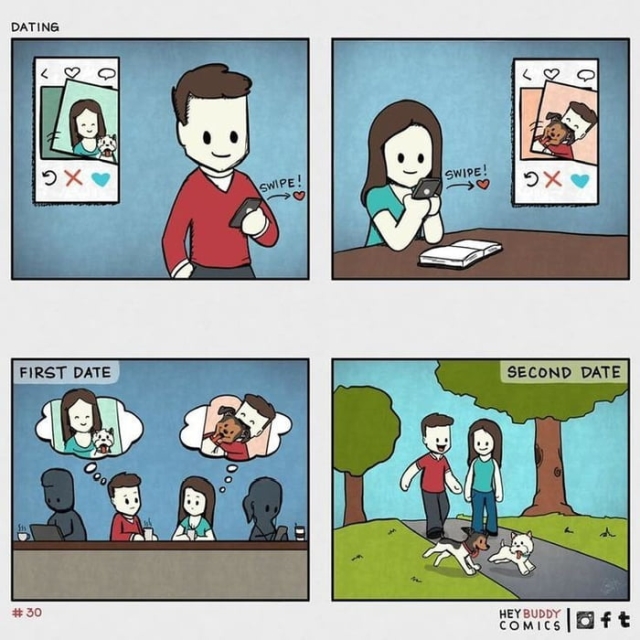 DATING
SWIPE!
SWIPE!
FIRST DATE
SECOND DATE
#30
HEY BUDDY
COMICS